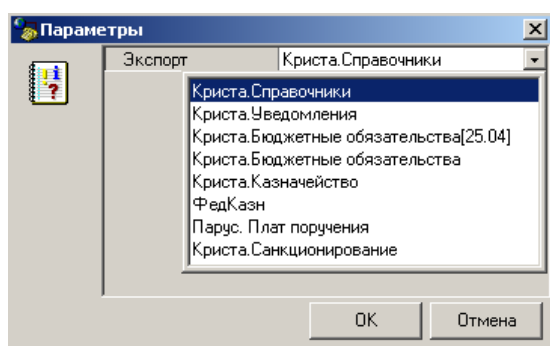 Параметры
Экспорт Криста.Справочники
Криста.Справочники
Криста.Уведомления
Криста.Бюджетные обязательства[25.04]
Криста.Бюджетные обязательства
Криста.Казначейство
ФедКазн
Парус. Плат поручения
Криста.Санкционирование
OK Отмена